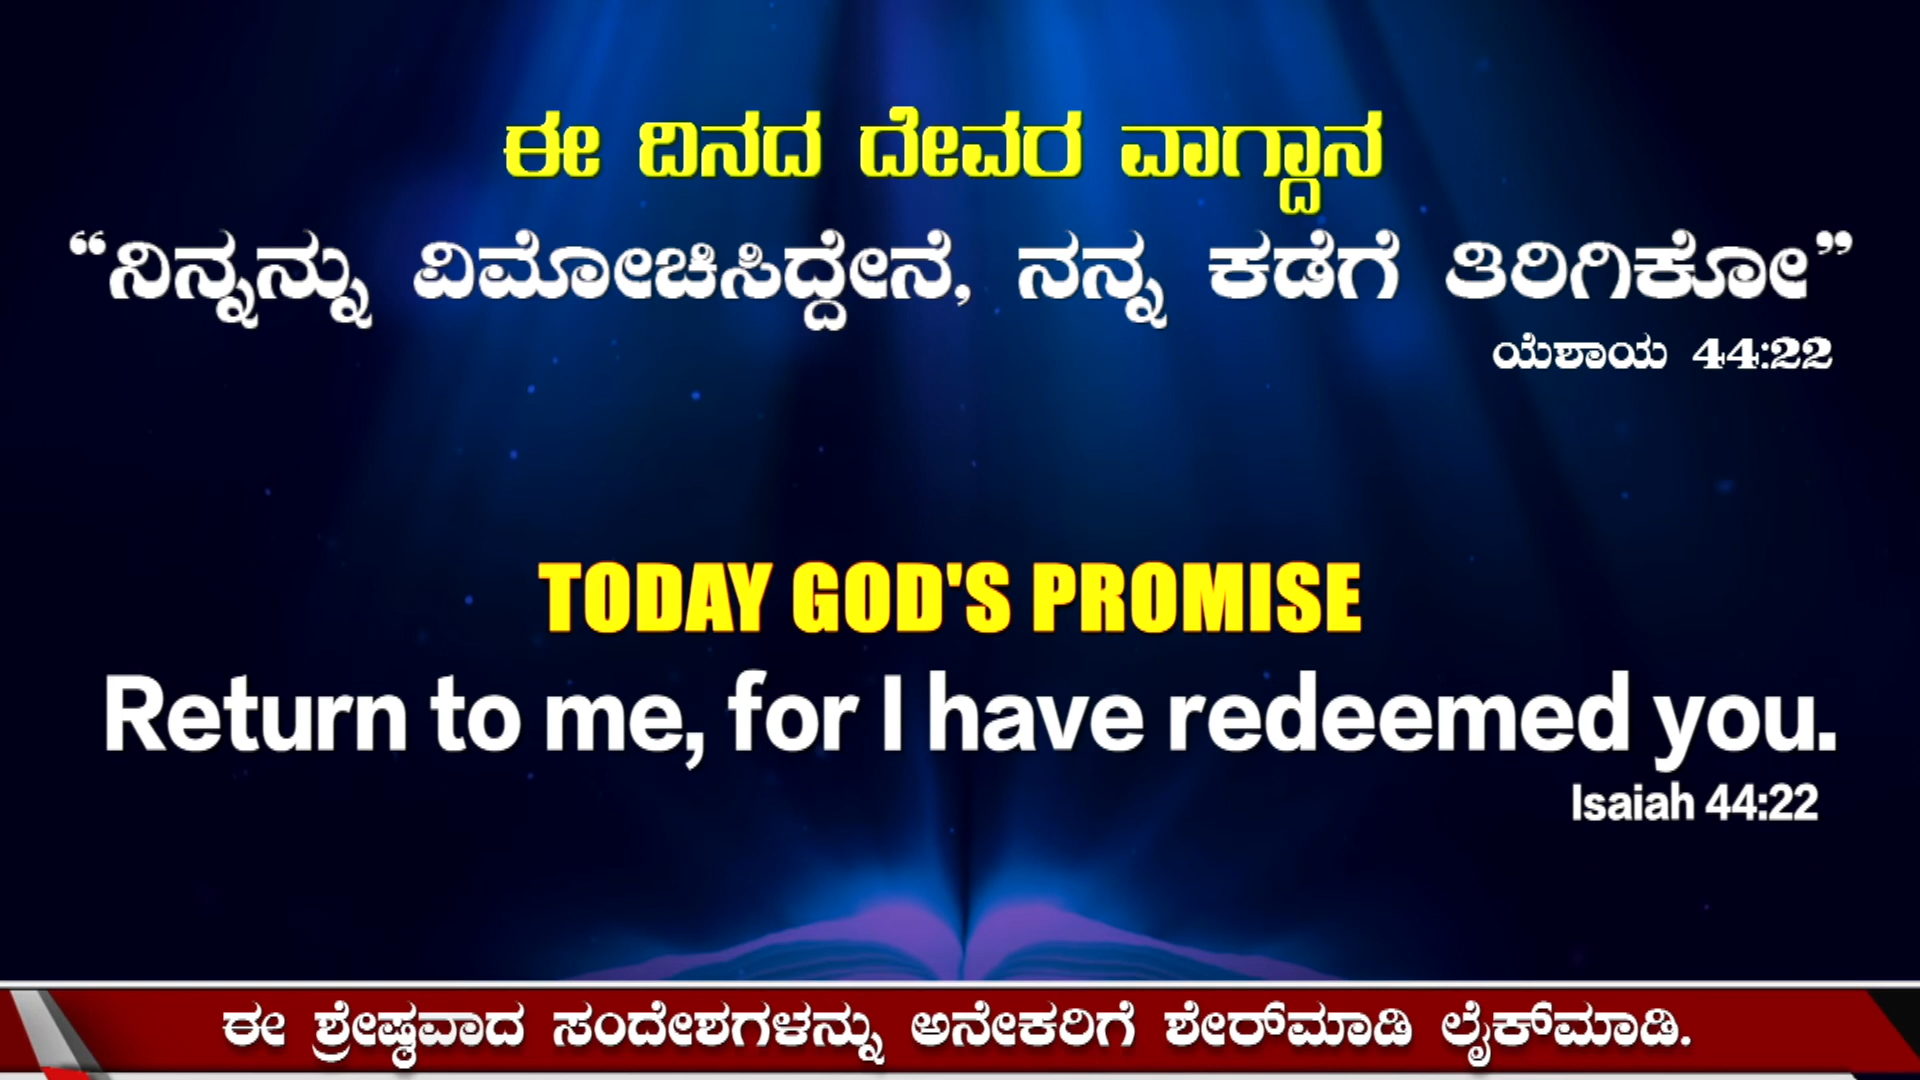 ಈ ದಿನದ ದೇವರ ವಾಗ್ದಾನ
“ನಿನ್ನನ್ನು ವಿಮೋಚಿಸಿದ್ದೇನೆ, ನನ್ನ ಕಡೆಗೆ ತಿರಿಗಿಕೋ”
ಯೆಶಾಯ 44:22
TODAY GOD'S PROMISE
Return to me, for I have redeemed you.
Isaiah 44:22
ಈ ಶ್ರೇಷ್ಠವಾದ ಸಂದೇಶಗಳನ್ನು ಅನೇಕರಿಗೆ ಶೇರ್‌ಮಾಡಿ ಲೈಕ್‌ಮಾಡಿ.